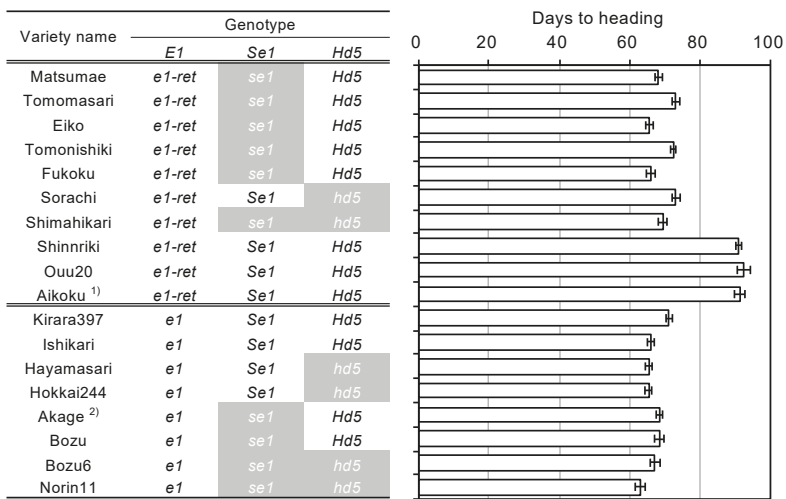 Variety name Genotype
E1 Se1 Hd5
Matsumae e1-ret se1 Hd5
Tomomasari e1-ret se1 Hd5
Eiko e1-ret se1 Hd5
Tomonishiki e1-ret se1 Hd5
Fukoku e1-ret se1 Hd5
Sorachi e1-ret Se1 hd5
Shimahikari e1-ret se1 hd5
Shinnriki e1-ret Se1 Hd5
Ouu20 e1-ret Se1 Hd5
Aikoku 1) e1-ret Se1 Hd5
Kirara397 e1 Se1 Hd5
Ishikari e1 Se1 Hd5
Hayamasari e1 Se1 hd5
Hokkai244 e1 Se1 hd5
Akage 2) e1 se1 Hd5
Bozu e1 se1 Hd5
Bozu6 e1 se1 hd5
Norin11 e1 se1 hd5
Days to heading
0 20 40 60 80 100